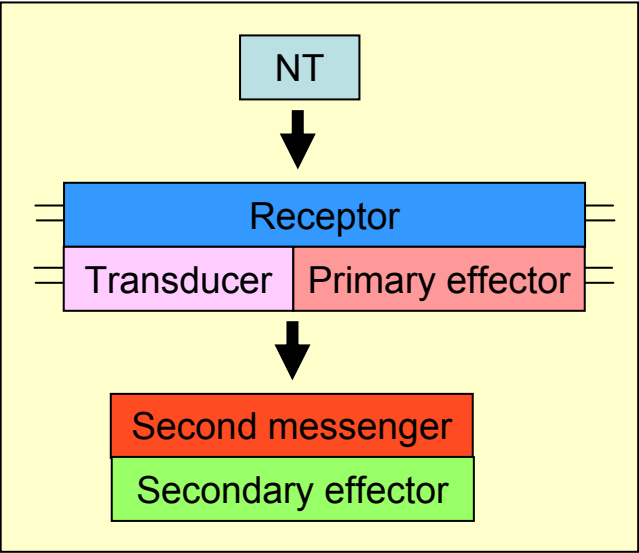 NT
Receptor
Transducer Primary effector
Second messenger
Secondary effector